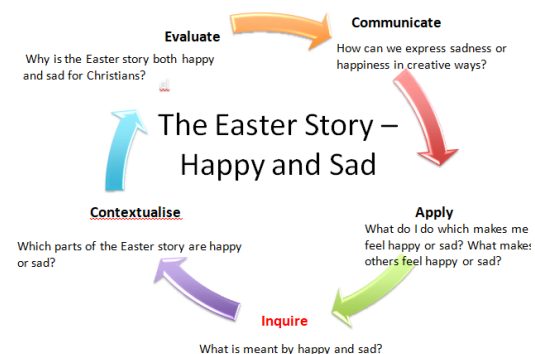 Communicate
How can we express sadness or
happiness in creative ways?
Evaluate
Why is the Easter story both happy
and sad for Christians?
The Easter Story –
Happy and Sad
Contextualise
Which parts of the Easter story are happy
or sad?
Apply
What do I do which makes me
feel happy or sad? What makes
others feel happy or sad?
Inquire
What is meant by happy and sad?